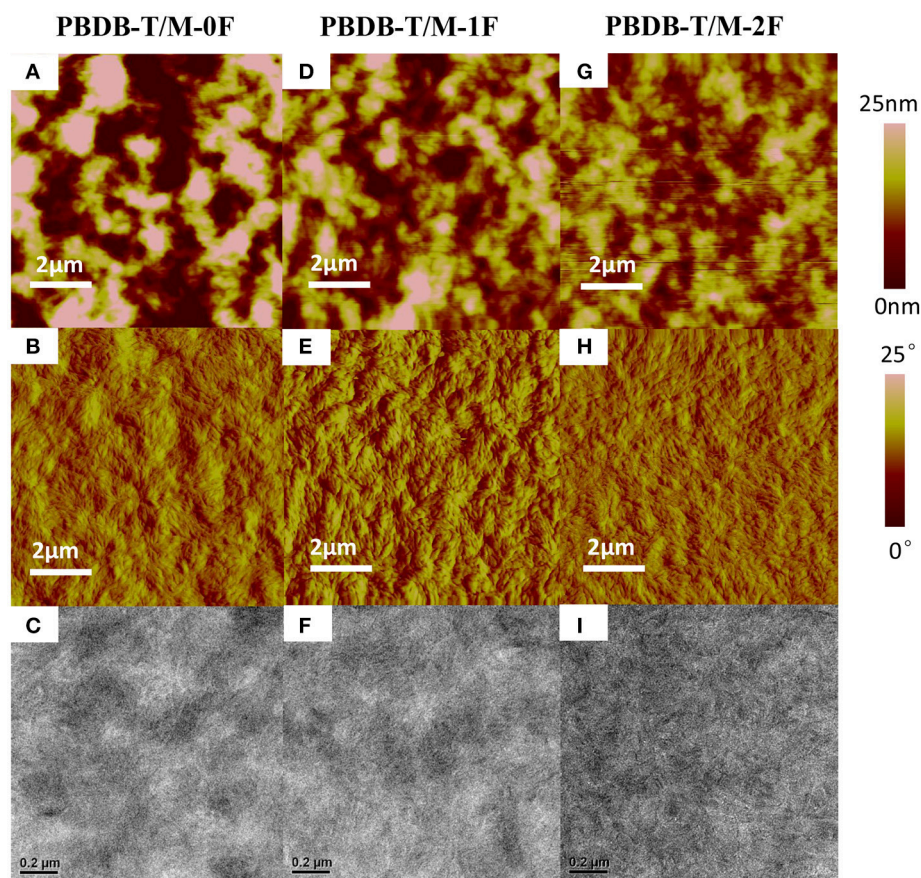 PBDB-T/M-0F PBDB-T/M-1F PBDB-T/M-2F
A D G
25nm
2μm 2μm 2μm
0nm
B E H
25°
2μm 2μm 2μm
0°
C F I
0.2 μm 0.2 μm 0.2 μm